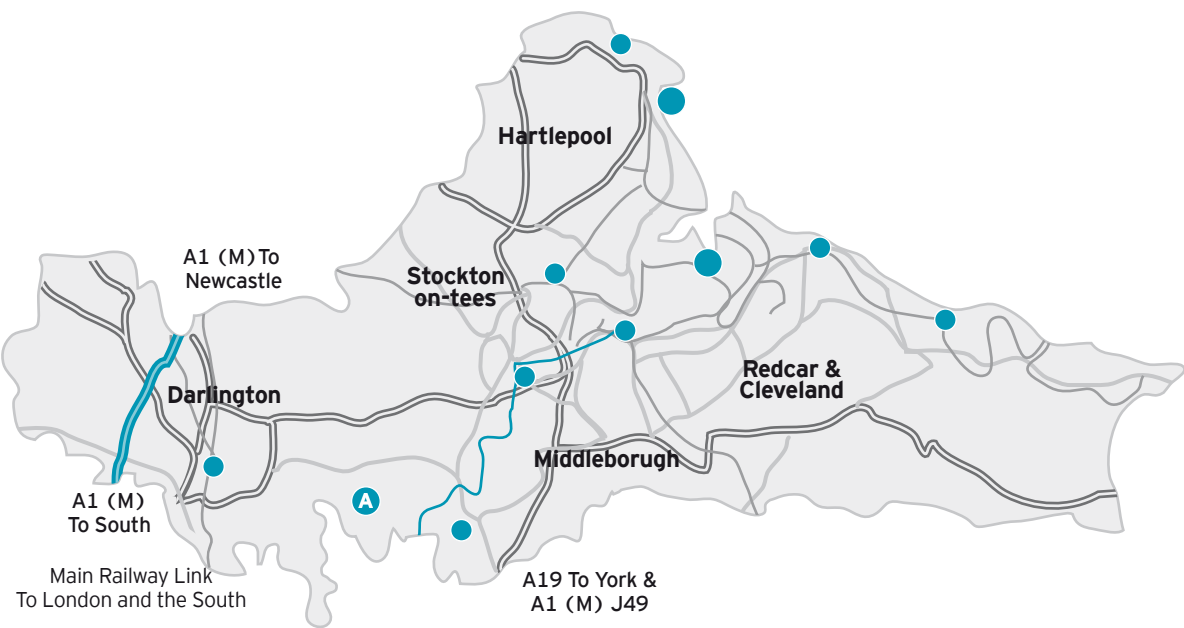 Hartlepool
A1 (M) To
Newcastle
Stockton
on-tees
Redcar &
Cleveland
Darlington
Middleborugh
A
A1 (M)
To South
Main Railway Link
To London and the South
A19 To York &
A1 (M) J49